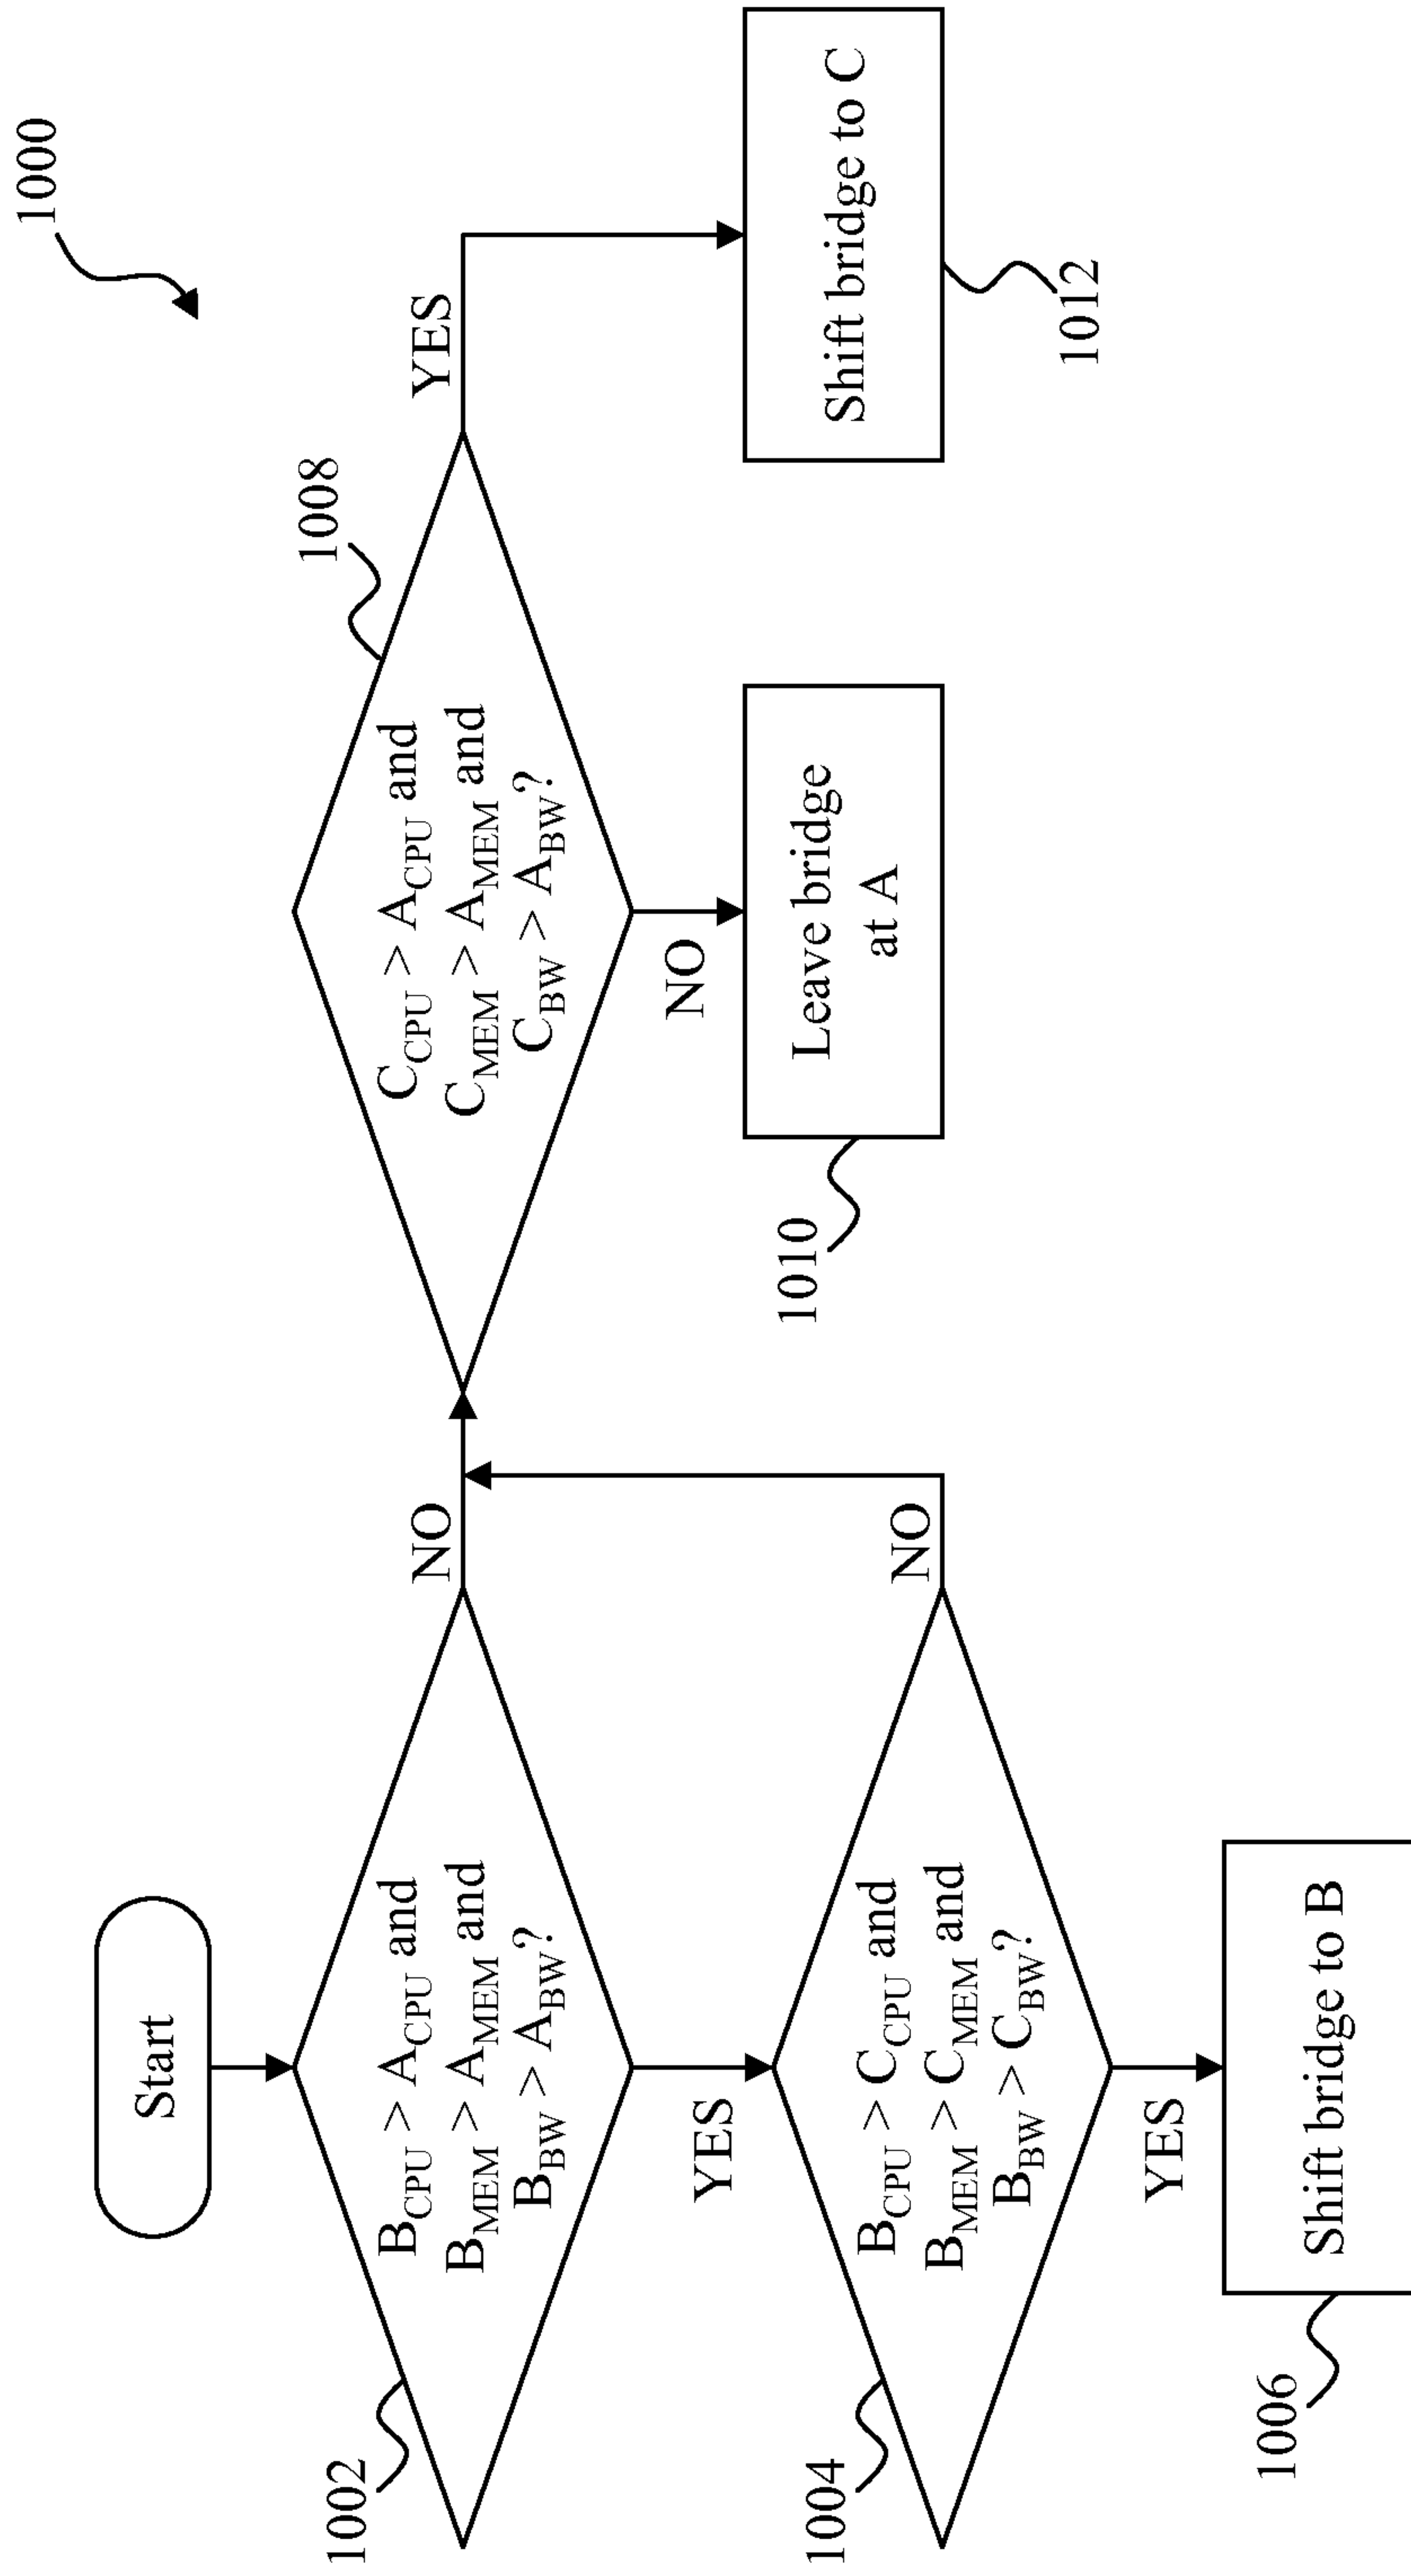 1000
Start
1002
B_CPU > A_CPU and
B_MEM > A_MEM and
B_BW > A_BW?
NO
YES
1004
B_CPU > C_CPU and
B_MEM > C_MEM and
B_BW > C_BW?
NO
YES
1006
Shift bridge to B
1008
C_CPU > A_CPU and
C_MEM > A_MEM and
C_BW > A_BW?
YES
NO
1010
Leave bridge
at A
Shift bridge to C
1012